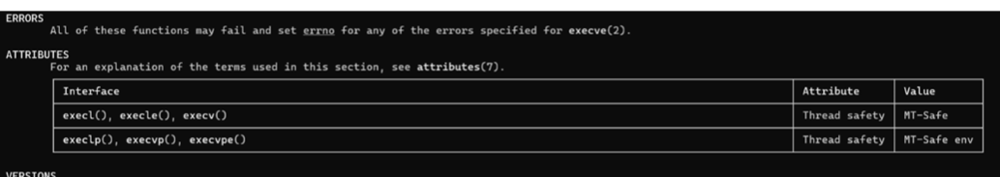 ERRORS
All of these functions may fail and set errno for any of the errors specified for execve(2).
ATTRIBUTES
For an explanation of the terms used in this section, see attributes(7).
Interface Attribute Value
execl(), execle(), execv() Thread safety MT-Safe
execlp(), execvp(), execvpe() Thread safety MT-Safe env
VERSIONS